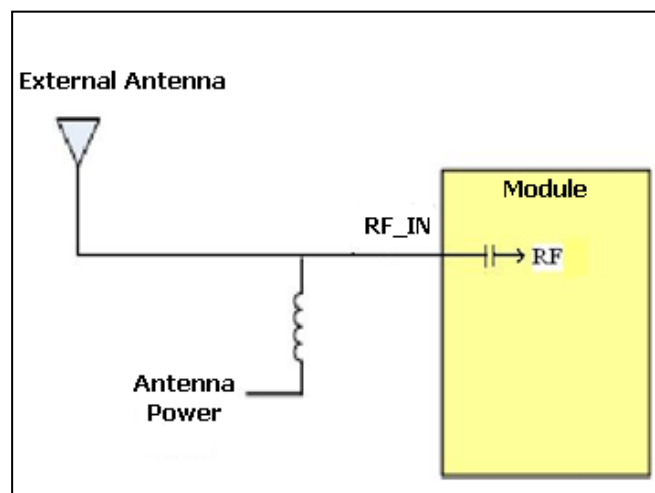 External Antenna
Module
RF_IN
RF
Antenna
Power